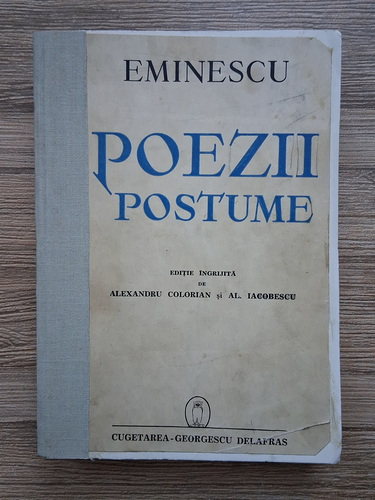 EMINESCU
POEZII
POSTUME
EDIȚIE ÎNGRIJITĂ
DE
ALEXANDRU COLORIAN și AL. IACOBESCU
CUGETAREA-GEORGESCU DELAFRAS